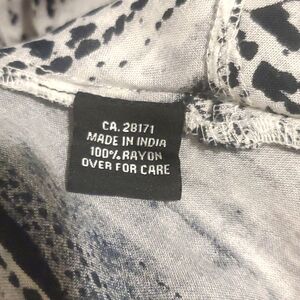 CA. 28171
MADE IN INDIA
100% RAYON
OVER FOR CARE